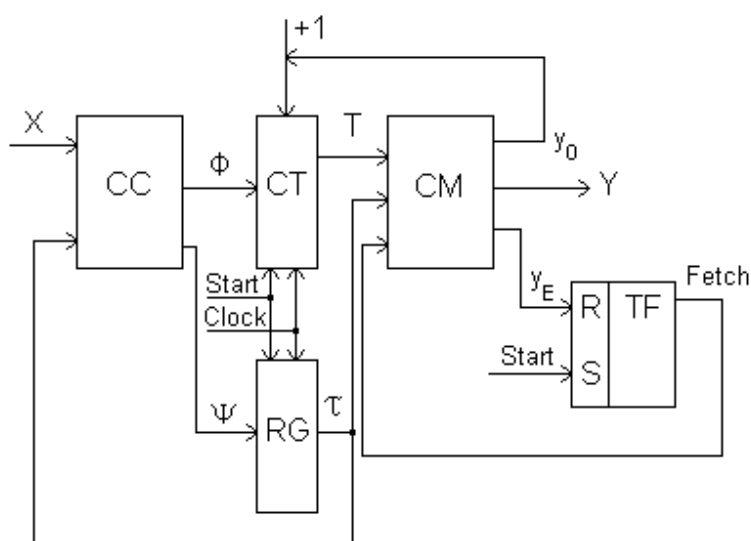 +1
X
T
y0
CC
Φ
CT
CM
Y
Start
Clock
yE
Fetch
R
TF
Start
S
Ψ
RG
τ